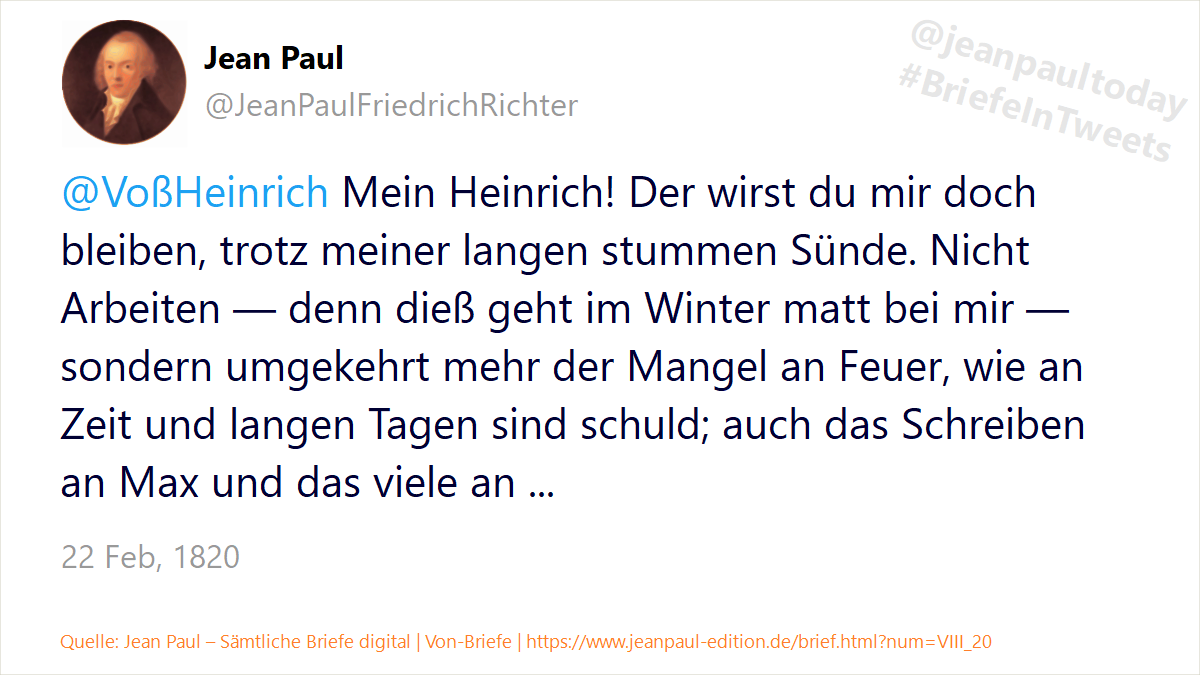 Jean Paul
@JeanPaulFriedrichRichter
@jeanpaultoday
#BriefeInTweets
@VoßHeinrich Mein Heinrich! Der wirst du mir doch
bleiben, trotz meiner langen stummen Sünde. Nicht
Arbeiten — denn dieß geht im Winter matt bei mir —
sondern umgekehrt mehr der Mangel an Feuer, wie an
Zeit und langen Tagen sind schuld; auch das Schreiben
an Max und das viele an ...
22 Feb, 1820
Quelle: Jean Paul – Sämtliche Briefe digital | Von-Briefe | https://www.jeanpaul-edition.de/brief.html?num=VIII_20